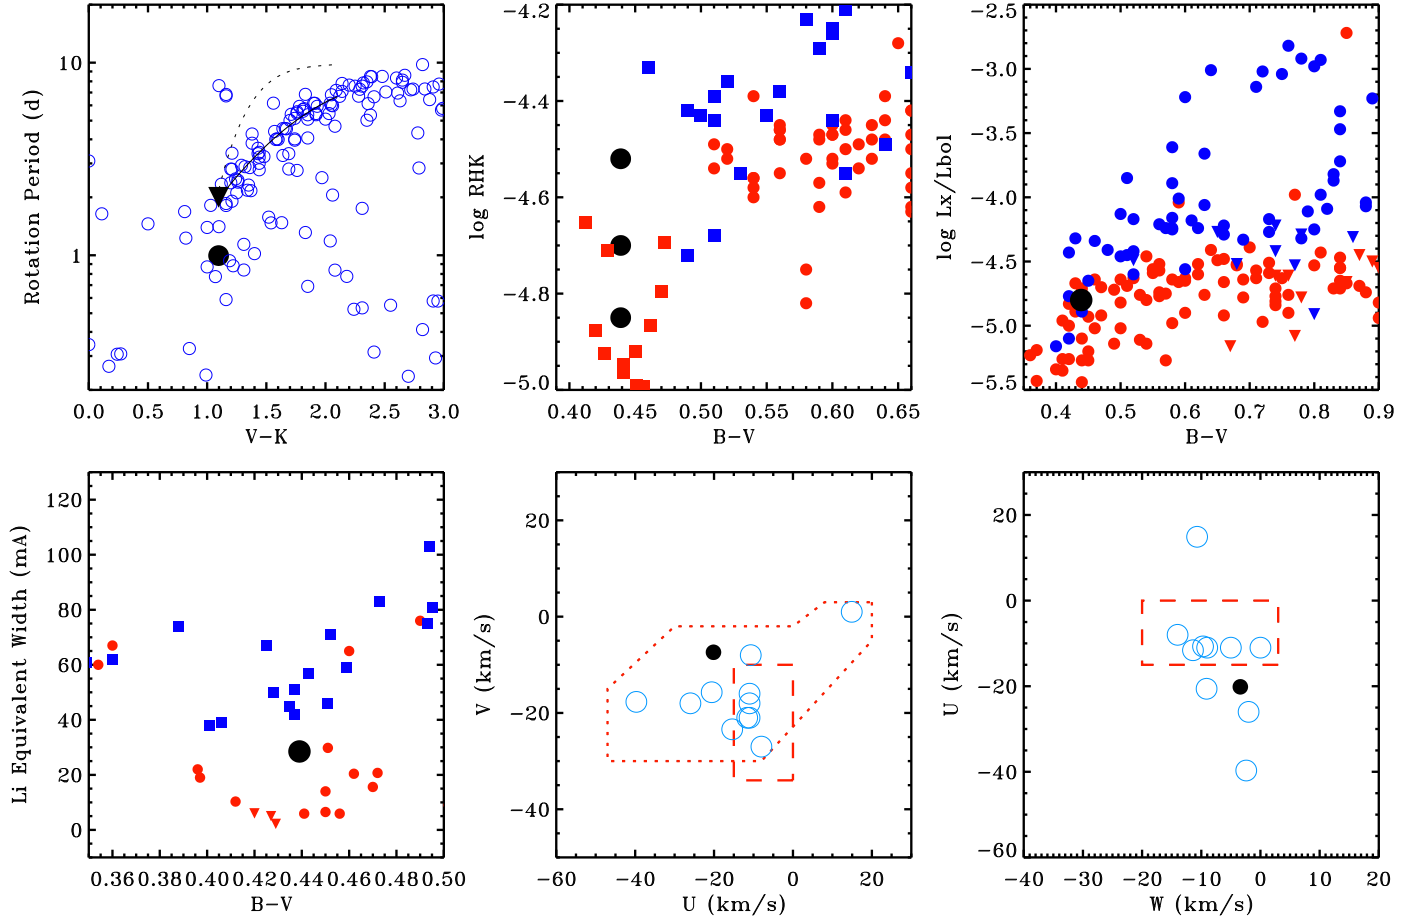 10
1
0.0 0.5 1.0 1.5 2.0 2.5 3.0
V-K
Rotation Period (d)
-4.2
-4.4
-4.6
-4.8
-5.0
0.40 0.45 0.50 0.55 0.60 0.65
B-V
log RHK
-2.5
-3.0
-3.5
-4.0
-4.5
-5.0
-5.5
0.4 0.5 0.6 0.7 0.8 0.9
B-V
log Lx/Lbol
120
100
80
60
40
20
0
0.36 0.38 0.40 0.42 0.44 0.46 0.48 0.50
B-V
Li Equivalent Width (mA)
20
0
-20
-40
-60 -40 -20 0 20
U (km/s)
V (km/s)
20
0
-20
-40
-60
-40 -30 -20 -10 0 10 20
W (km/s)
U (km/s)